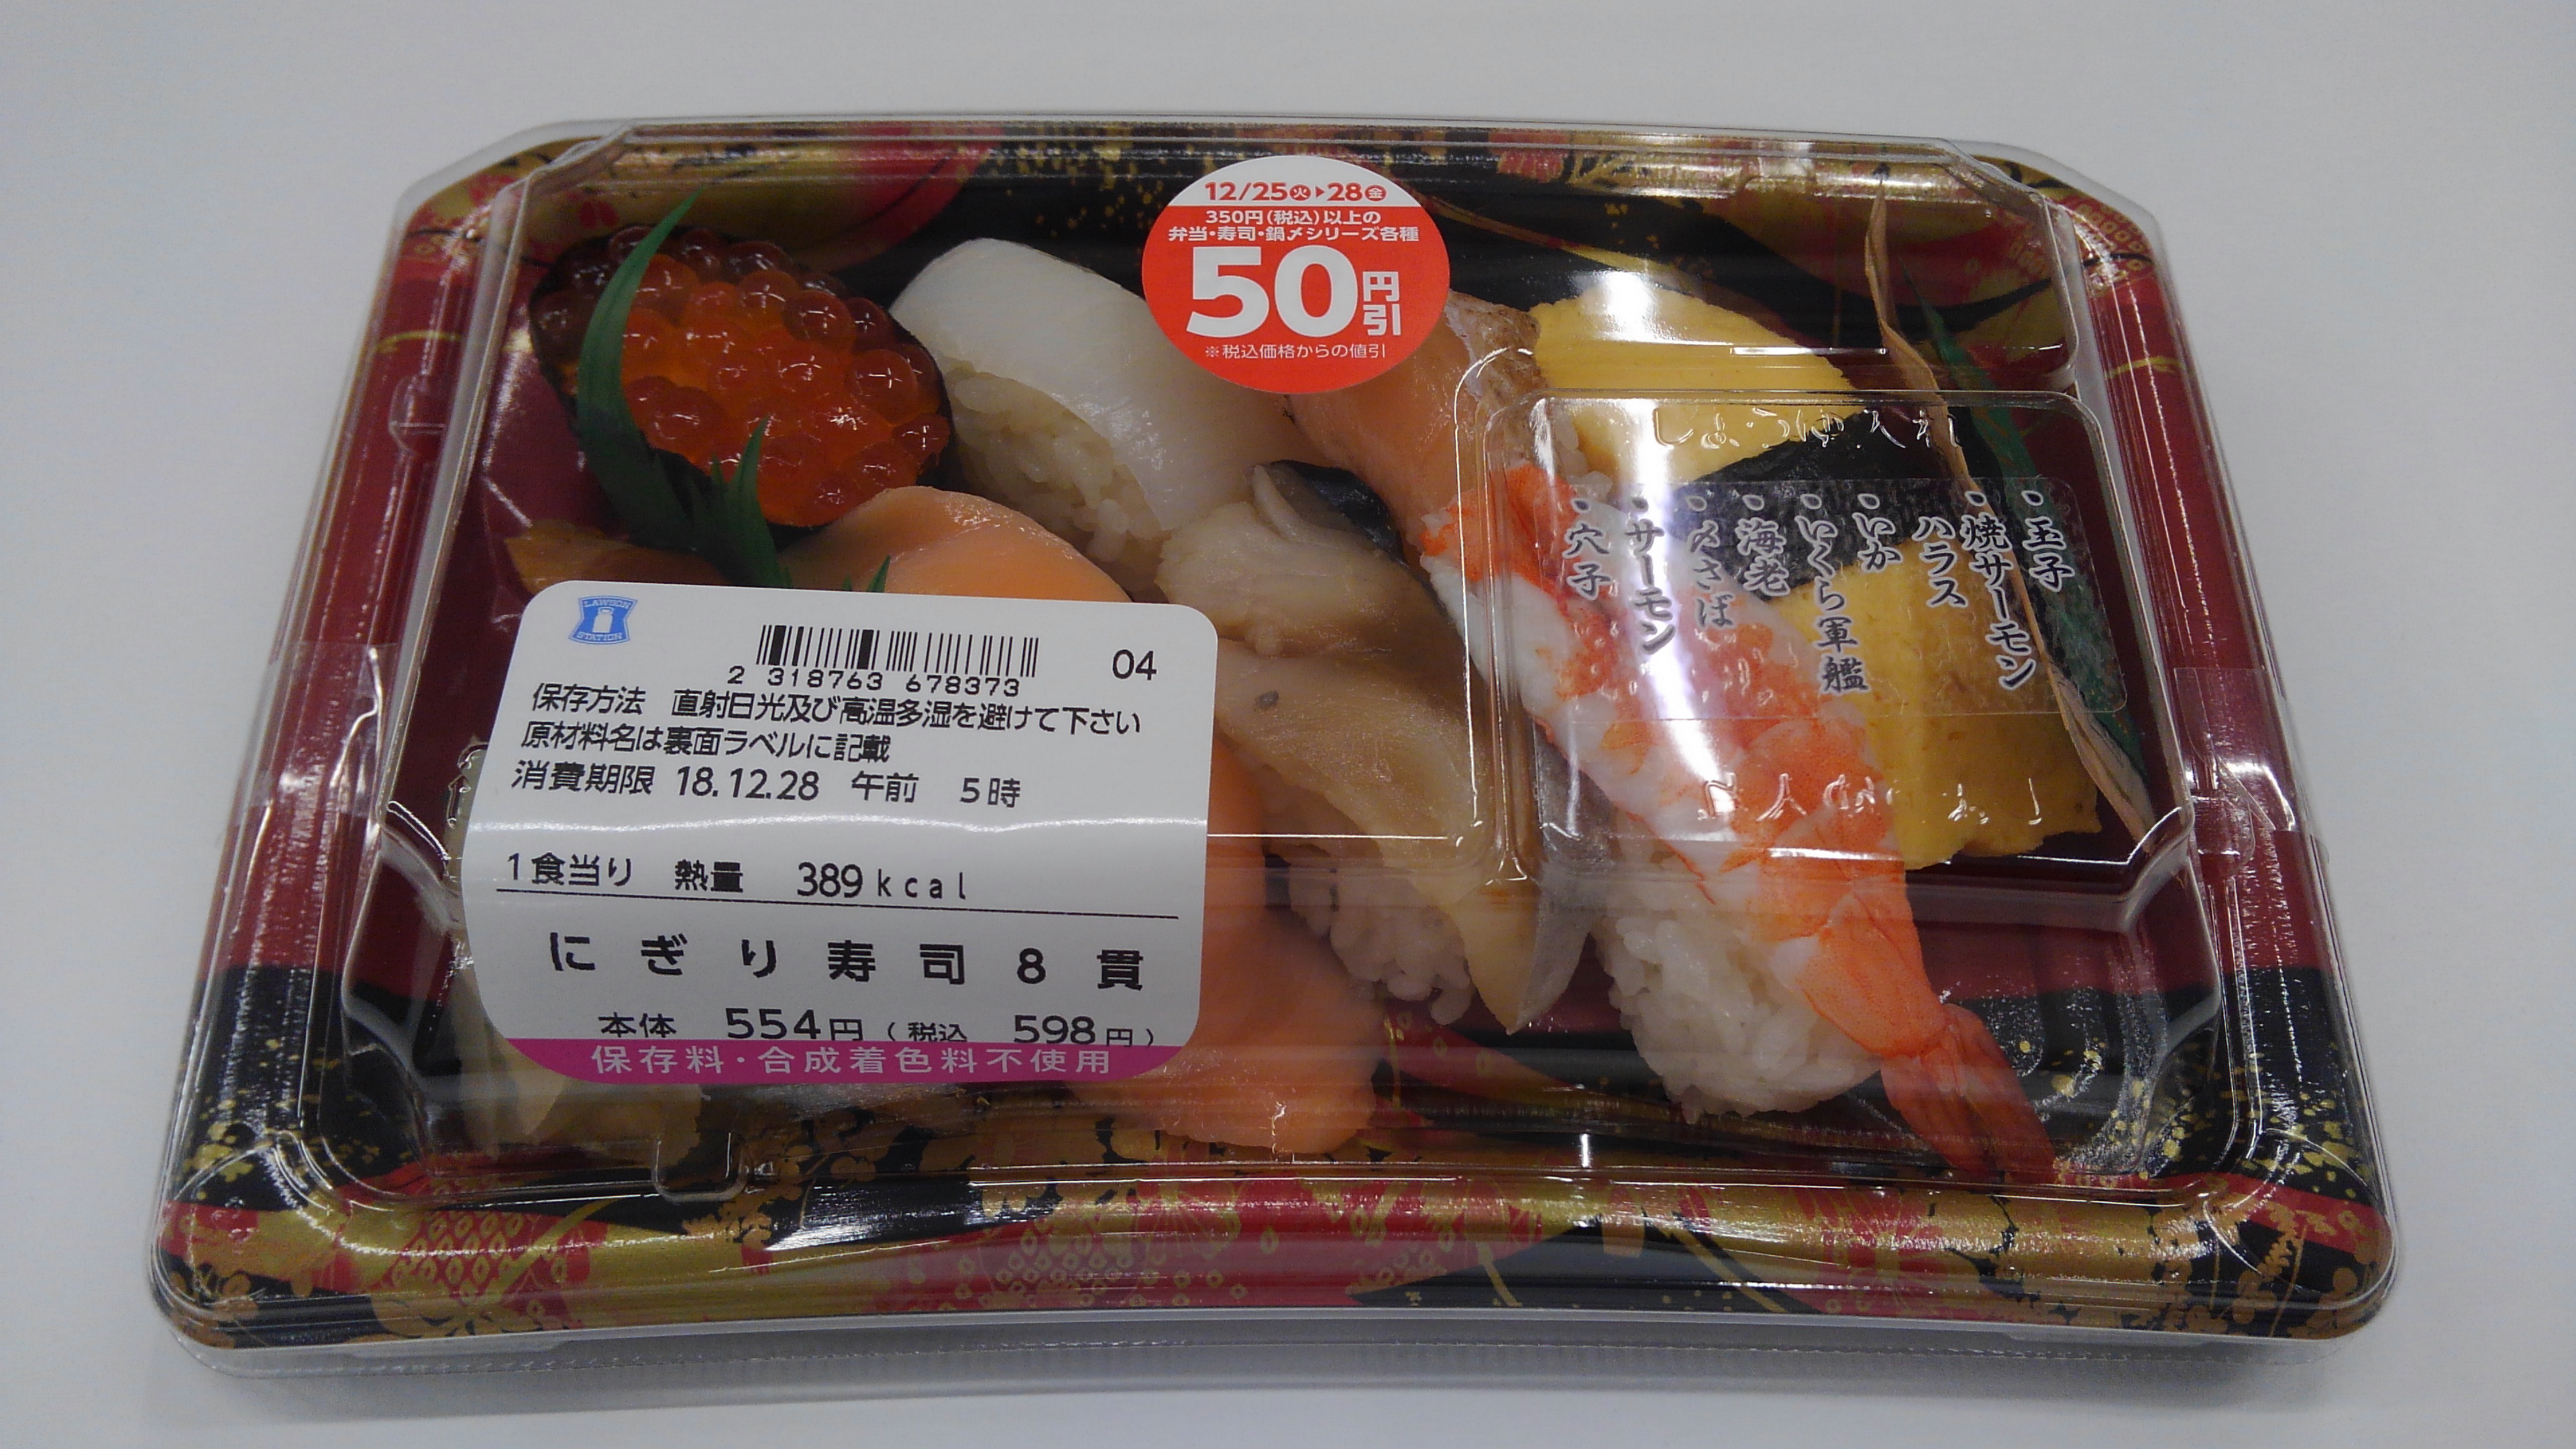 12/25㊋▶28㊎
350円(税込)以上の
弁当・寿司・鍋〆シリーズ各種
50円引
※税込価格からの値引
しょうゆ入れ
・玉子
・焼サーモン
ハラス
・いか
・いくら軍艦
・海老
・〆さば
・サーモン
・穴子
LAWSON
STATION
04
2 318763 678373
保存方法 直射日光及び高温多湿を避けて下さい
原材料名は裏面ラベルに記載
消費期限 18.12.28 午前 5時
1食当り 熱量 389kcal
にぎり寿司8貫
本体 554円(税込 598円)
保存料・合成着色料不使用